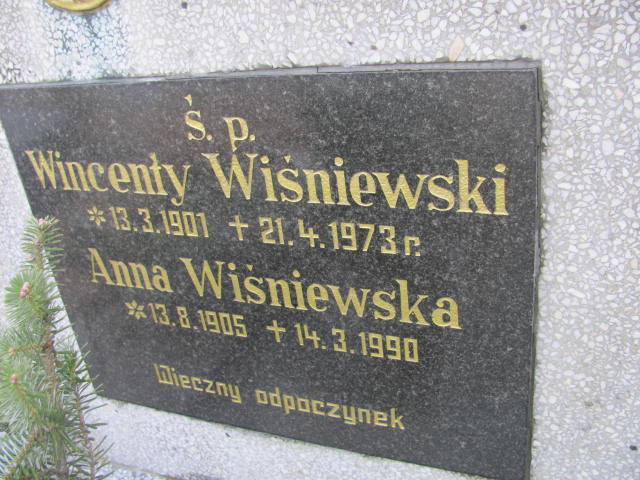 Ś. p.
Wincenty Wiśniewski
* 13.3.1901 + 21.4.1973 r.
Anna Wiśniewska
* 13.8.1905 + 14.3.1990
Wieczny odpoczynek